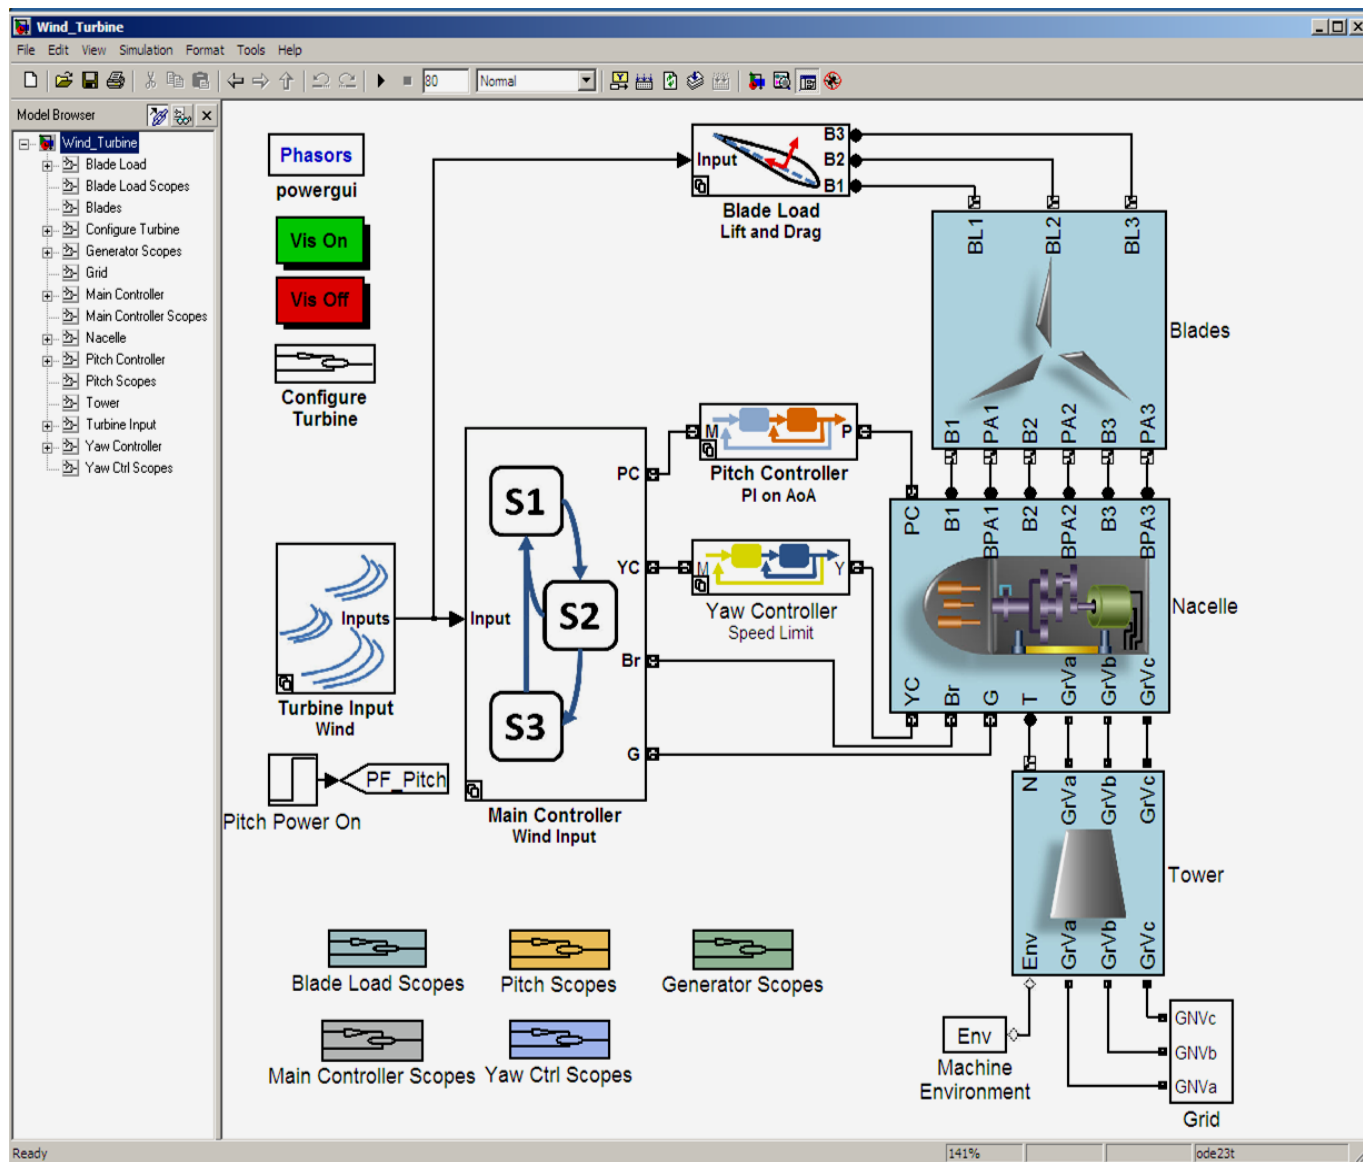 Wind_Turbine
File Edit View Simulation Format Tools Help
80 Normal
Model Browser
Wind_Turbine
Blade Load
Blade Load Scopes
Blades
Configure Turbine
Generator Scopes
Grid
Main Controller
Main Controller Scopes
Nacelle
Pitch Controller
Pitch Scopes
Tower
Turbine Input
Yaw Controller
Yaw Ctrl Scopes
Phasors
powergui
Vis On
Vis Off
Configure
Turbine
Input
B3
B2
B1
Blade Load
Lift and Drag
BL1
BL2
BL3
Blades
B1
PA1
B2
PA2
B3
PA3
M
P
Pitch Controller
PI on AoA
M
Y
Yaw Controller
Speed Limit
Inputs
Turbine Input
Wind
Input
S1
S2
S3
PC
YC
Br
G
Main Controller
Wind Input
PF_Pitch
Pitch Power On
PC
B1
BPA1
B2
BPA2
B3
BPA3
Nacelle
YC
Br
G
T
GrVa
GrVb
GrVc
N
GrVa
GrVb
GrVc
Tower
Env
GrVa
GrVb
GrVc
Env
Machine
Environment
GNVc
GNVb
GNVa
Grid
Blade Load Scopes
Pitch Scopes
Generator Scopes
Main Controller Scopes
Yaw Ctrl Scopes
Ready
141%
ode23t